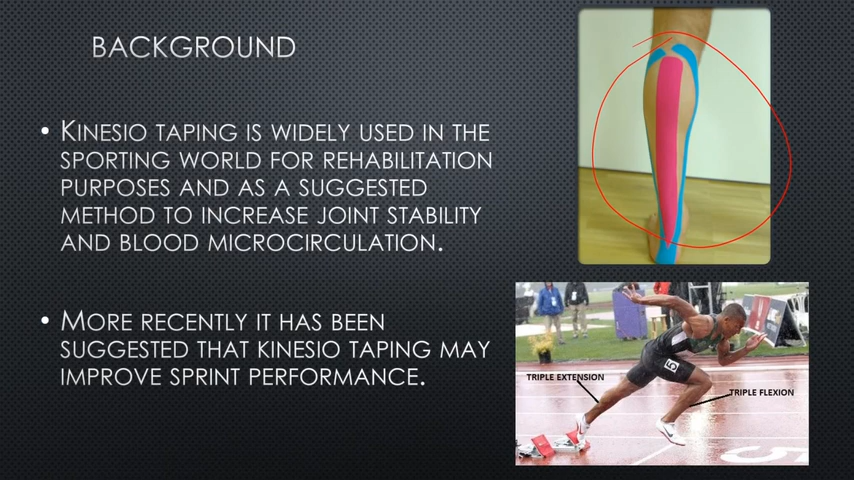 BACKGROUND
• KINESIO TAPING IS WIDELY USED IN THE
SPORTING WORLD FOR REHABILITATION
PURPOSES AND AS A SUGGESTED
METHOD TO INCREASE JOINT STABILITY
AND BLOOD MICROCIRCULATION.
• MORE RECENTLY IT HAS BEEN
SUGGESTED THAT KINESIO TAPING MAY
IMPROVE SPRINT PERFORMANCE.
TRIPLE EXTENSION
TRIPLE FLEXION
5